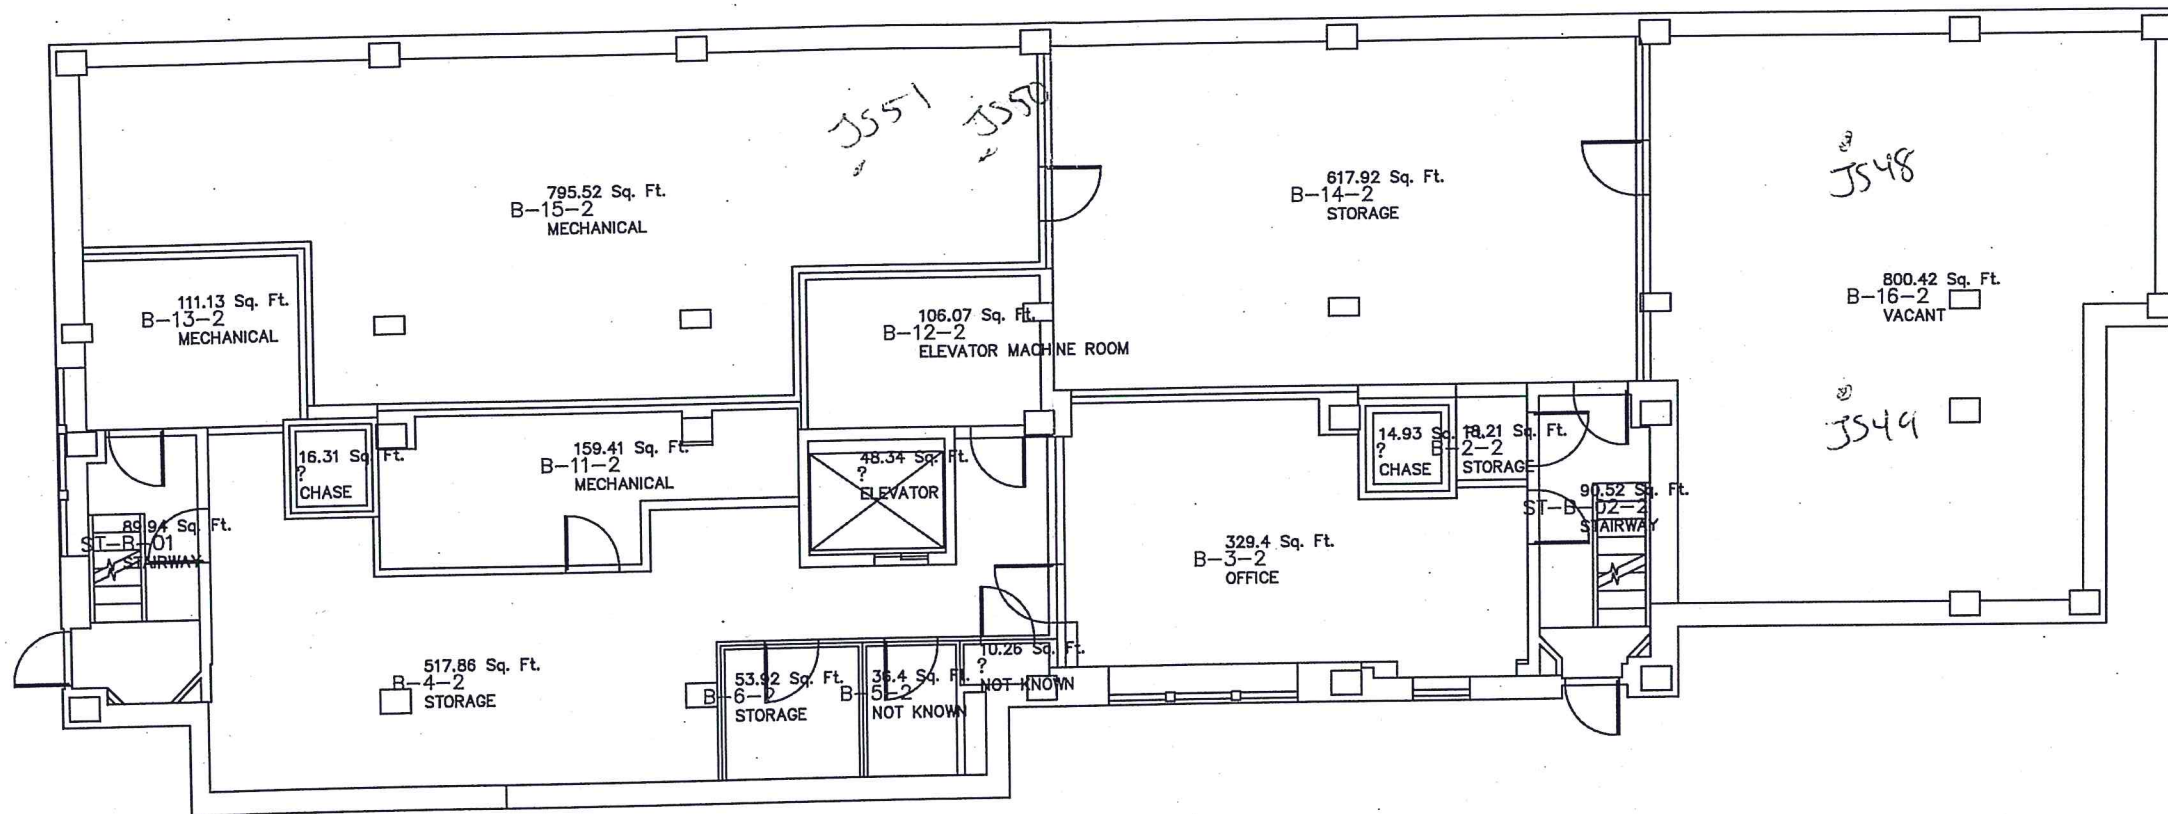 JS51
JS50
JS48
795.52 Sq. Ft.
B-15-2
MECHANICAL
617.92 Sq. Ft.
B-14-2
STORAGE
111.13 Sq. Ft.
B-13-2
MECHANICAL
106.07 Sq. Ft.
B-12-2
ELEVATOR MACHINE ROOM
800.42 Sq. Ft.
B-16-2
VACANT
JS49
16.31 Sq. Ft.
?
CHASE
159.41 Sq. Ft.
B-11-2
MECHANICAL
48.34 Sq. Ft.
?
ELEVATOR
14.93 Sq. Ft.
?
CHASE
18.21 Sq. Ft.
B-2-2
STORAGE
89.94 Sq. Ft.
ST-B-01
STAIRWAY
90.52 Sq. Ft.
ST-B-02-2
STAIRWAY
329.4 Sq. Ft.
B-3-2
OFFICE
517.86 Sq. Ft.
B-4-2
STORAGE
53.92 Sq. Ft.
B-6-2
STORAGE
36.4 Sq. Ft.
B-5-2
NOT KNOWN
10.26 Sq. Ft.
?
NOT KNOWN